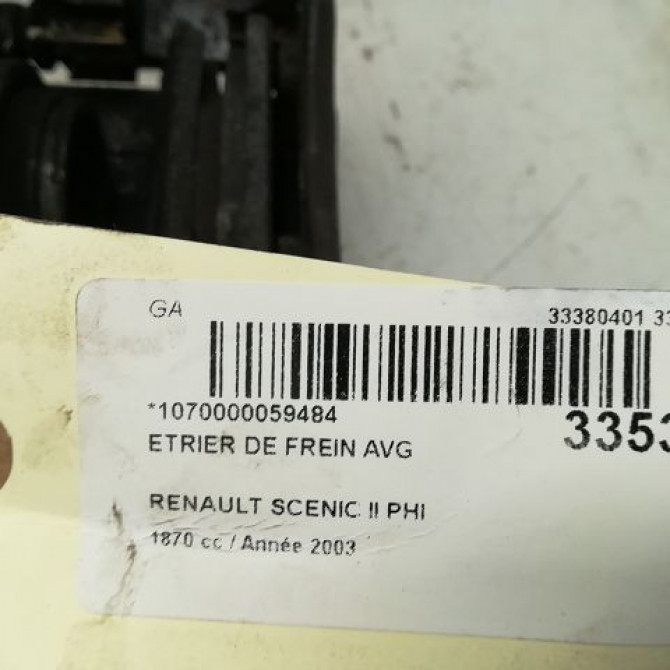 GA 33380401 33
*1070000059484 3353
ETRIER DE FREIN AVG
RENAULT SCENIC II PHI
1870 cc / Année 2003